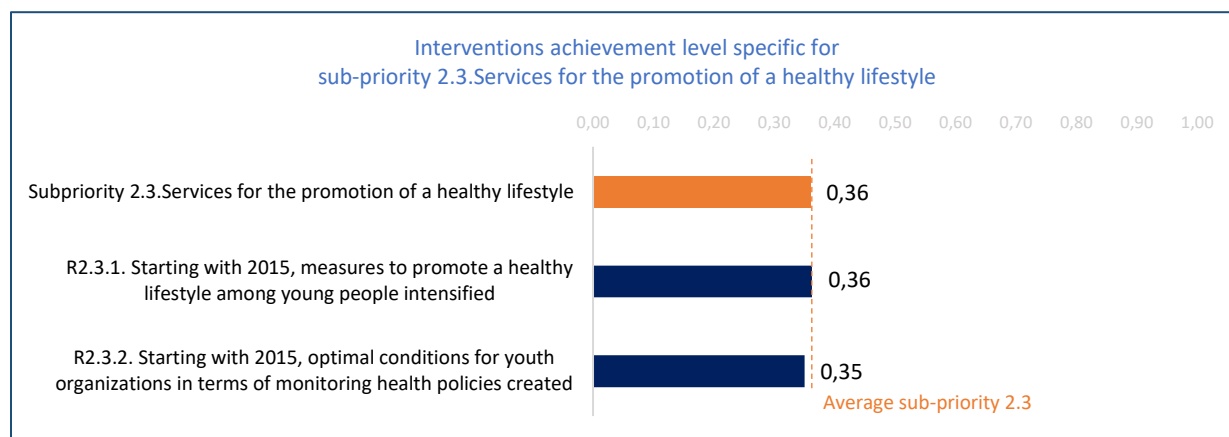 Interventions achievement level specific for
sub-priority 2.3.Services for the promotion of a healthy lifestyle
0,00 0,10 0,20 0,30 0,40 0,50 0,60 0,70 0,80 0,90 1,00
Subpriority 2.3.Services for the promotion of a healthy lifestyle
0,36
R2.3.1. Starting with 2015, measures to promote a healthy
lifestyle among young people intensified
0,36
R2.3.2. Starting with 2015, optimal conditions for youth
organizations in terms of monitoring health policies created
0,35
Average sub-priority 2.3